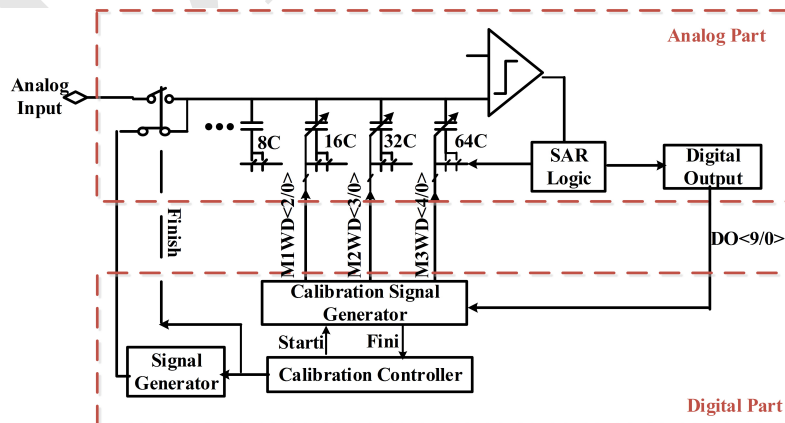 Analog Part
Analog
Input
8C
16C
32C
64C
SAR
Logic
Digital
Output
Finish
M1WD<2/0>
M2WD<3/0>
M3WD<4/0>
DO<9/0>
Calibration Signal
Generator
Starti
Fini
Signal
Generator
Calibration Controller
Digital Part